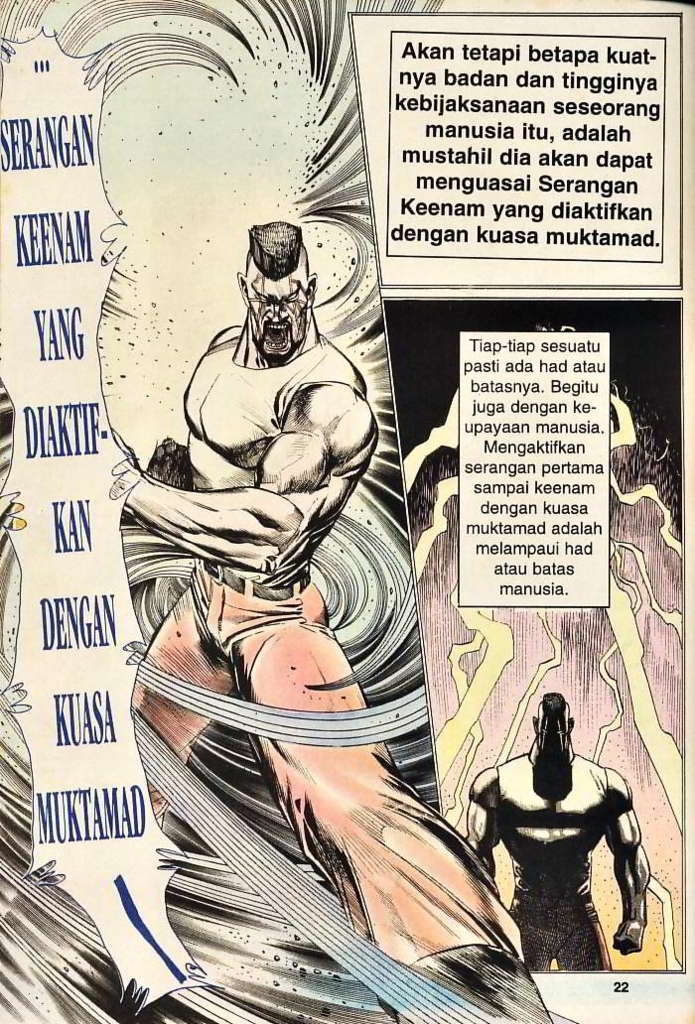 ...
SERANGAN
KEENAM
YANG
DIAKTIF-
KAN
DENGAN
KUASA
MUKTAMAD
!
Akan tetapi betapa kuat-
nya badan dan tingginya
kebijaksanaan seseorang
manusia itu, adalah
mustahil dia akan dapat
menguasai Serangan
Keenam yang diaktifkan
dengan kuasa muktamad.
Tiap-tiap sesuatu
pasti ada had atau
batasnya. Begitu
juga dengan ke-
upayaan manusia.
Mengaktifkan
serangan pertama
sampai keenam
dengan kuasa
muktamad adalah
melampaui had
atau batas
manusia.
22